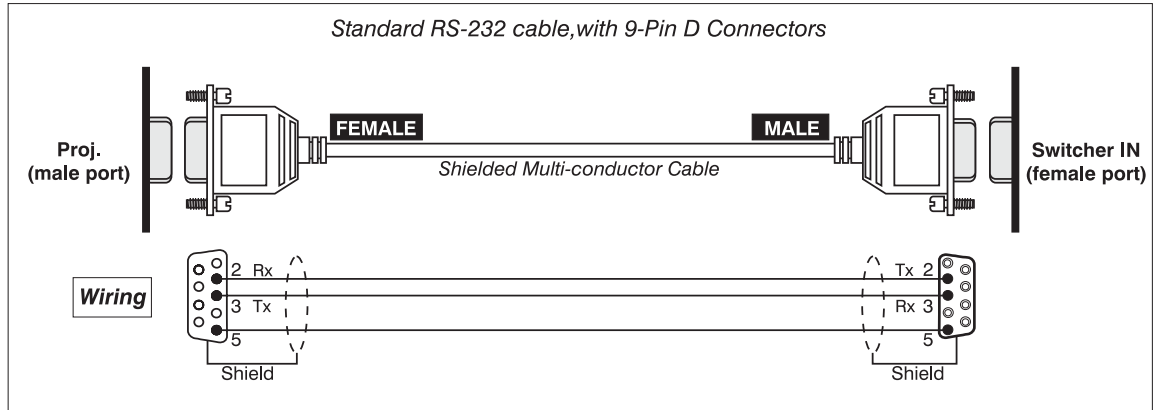 Standard RS-232 cable,with 9-Pin D Connectors
FEMALE
MALE
Proj.
(male port)
Shielded Multi-conductor Cable
Switcher IN
(female port)
Wiring
2 Rx
Tx 2
3 Tx
Rx 3
5
5
Shield
Shield